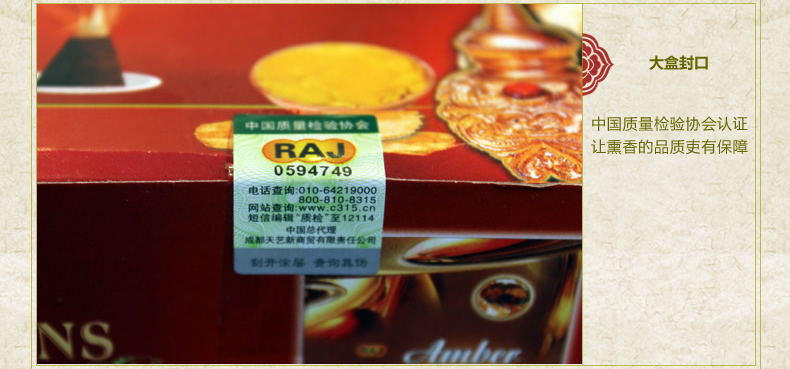 中国质量检验协会
RAJ
0594749
电话查询:010-64219000
800-810-8315
网站查询:www.c315.cn
短信编辑"质检"至12114
中国总代理
成都天艺新商贸有限责任公司
刮开涂层 查询真伪
NS
RAJ
Amber
大盒封口
中国质量检验协会认证
让熏香的品质更有保障